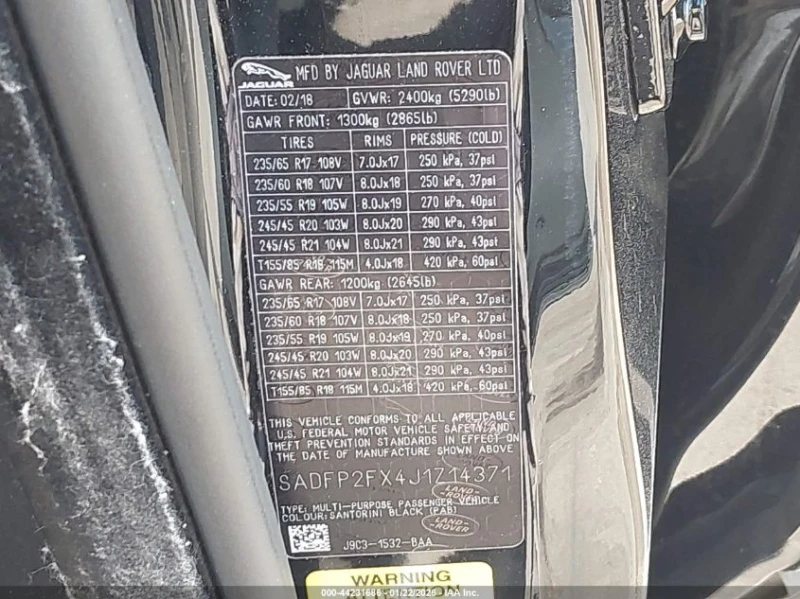 JAGUAR MFD BY JAGUAR LAND ROVER LTD
DATE: 02/18 GVWR: 2400kg (5290lb)
GAWR FRONT: 1300kg (2865lb)
TIRES RIMS PRESSURE (COLD)
235/65 R17 108V 7.0Jx17 250 kPa, 37psi
235/60 R18 107V 8.0Jx18 250 kPa, 37psi
235/55 R19 105W 8.0Jx19 270 kPa, 40psi
245/45 R20 103W 8.0Jx20 290 kPa, 43psi
245/45 R21 104W 8.0Jx21 290 kPa, 43psi
T155/85 R18 115M 4.0Jx18 420 kPa, 60psi
GAWR REAR: 1200kg (2645lb)
235/65 R17 108V 7.0Jx17 250 kPa, 37psi
235/60 R18 107V 8.0Jx18 250 kPa, 37psi
235/55 R19 105W 8.0Jx19 270 kPa, 40psi
245/45 R20 103W 8.0Jx20 290 kPa, 43psi
245/45 R21 104W 8.0Jx21 290 kPa, 43psi
T155/85 R18 115M 4.0Jx18 420 kPa, 60psi
THIS VEHICLE CONFORMS TO ALL APPLICABLE
U.S. FEDERAL MOTOR VEHICLE SAFETY, AND
THEFT PREVENTION STANDARDS IN EFFECT ON
THE DATE OF MANUFACTURE SHOWN ABOVE
SADFP2FX4J1Z14371
LAND-ROVER
TYPE: MULTI-PURPOSE PASSENGER VEHICLE
COLOUR: SANTORINI BLACK (PAB)
LAND-ROVER
J9C3-1532-BAA
WARNING
000-44231686 - 01/22/2026 - IAA Inc.